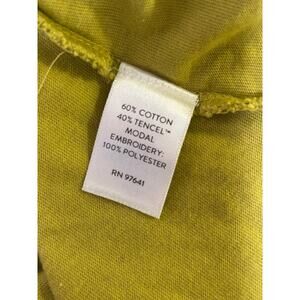 60% COTTON
40% TENCEL™
MODAL
EMBROIDERY:
100% POLYESTER
RN 97641